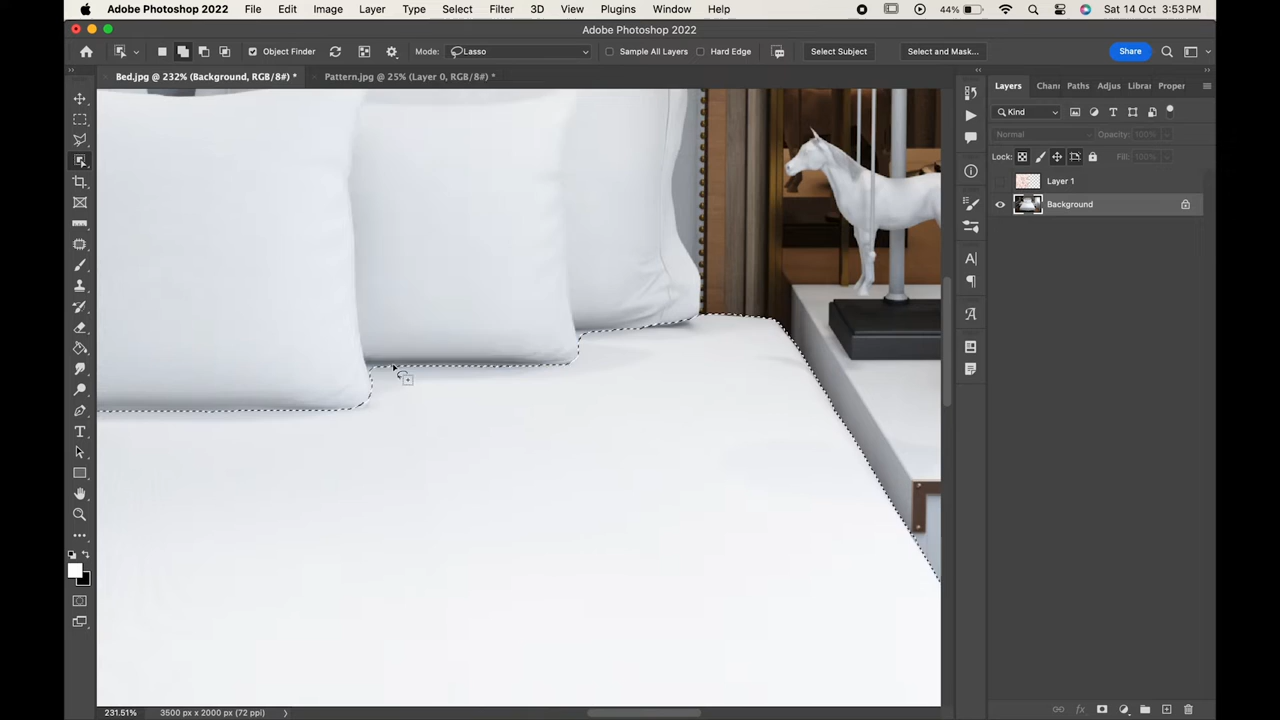 Adobe Photoshop 2022 File Edit Image Layer Type Select Filter 3D View Plugins Window Help 44% Sat 14 Oct 3:53 PM
Adobe Photoshop 2022
Object Finder Mode: Lasso Sample All Layers Hard Edge Select Subject Select and Mask... Share
Bed.jpg @ 232% (Background, RGB/8#) * Pattern.jpg @ 25% (Layer 0, RGB/8#) *
Layers Chann Paths Adjus Librar Proper
Kind
Normal Opacity: 100%
Lock: Fill: 100%
Layer 1
Background
231.51% 3500 px x 2000 px (72 ppi)